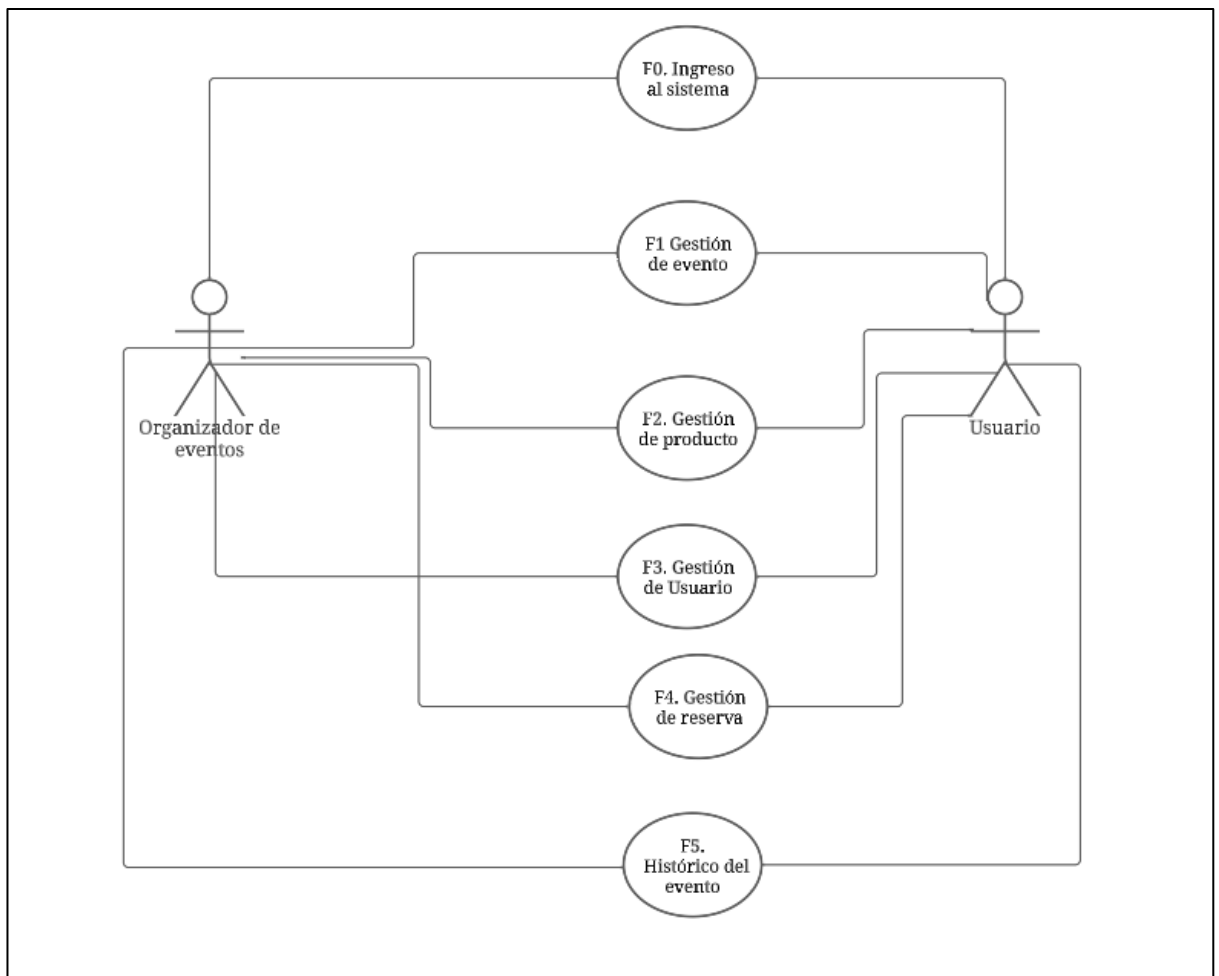 F0. Ingreso
al sistema
F1 Gestión
de evento
Organizador de
eventos
Usuario
F2. Gestión
de producto
F3. Gestión
de Usuario
F4. Gestión
de reserva
F5.
Histórico del
evento